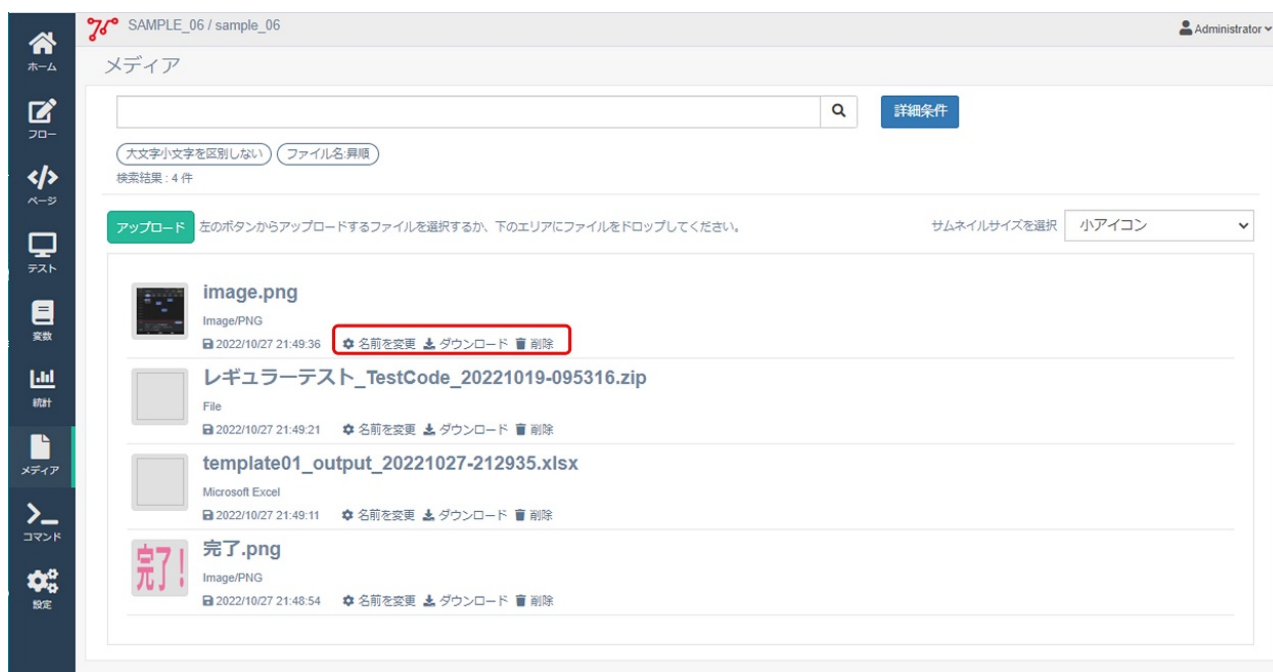 SAMPLE_06 / sample_06
Administrator
メディア
詳細条件
大文字小文字を区別しない ファイル名:昇順
検索結果 : 4 件
アップロード 左のボタンからアップロードするファイルを選択するか、下のエリアにファイルをドロップしてください。 サムネイルサイズを選択 小アイコン
image.png
Image/PNG
2022/10/27 21:49:36 名前を変更 ダウンロード 削除
レギュラーテスト_TestCode_20221019-095316.zip
File
2022/10/27 21:49:21 名前を変更 ダウンロード 削除
template01_output_20221027-212935.xlsx
Microsoft Excel
2022/10/27 21:49:11 名前を変更 ダウンロード 削除
完了!
完了.png
Image/PNG
2022/10/27 21:48:54 名前を変更 ダウンロード 削除
ホーム
フロー
ページ
テスト
変数
統計
メディア
コマンド
設定